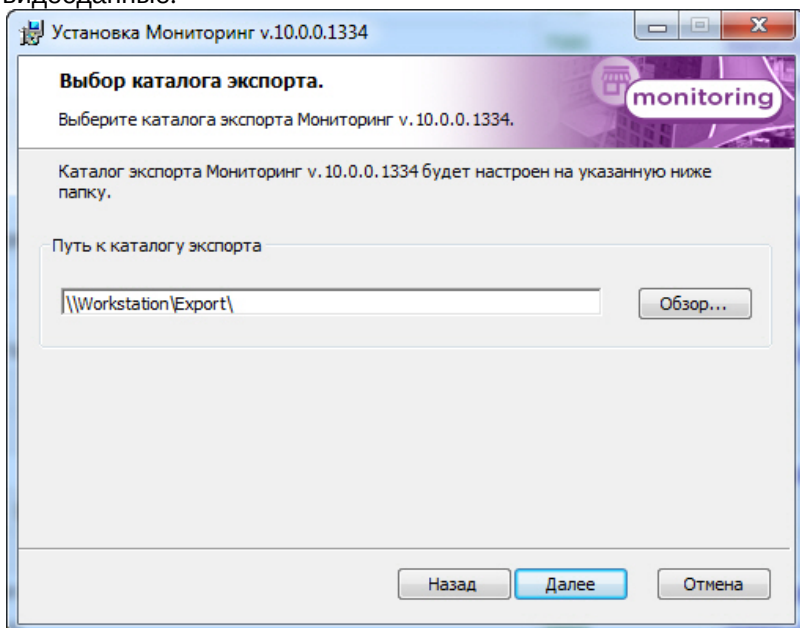 видеоданные.
Установка Мониторинг v.10.0.0.1334
Выбор каталога экспорта.
monitoring
Выберите каталога экспорта Мониторинг v.10.0.0.1334.
Каталог экспорта Мониторинг v.10.0.0.1334 будет настроен на указанную ниже
папку.
Путь к каталогу экспорта
\\Workstation\Export\
Обзор...
Назад
Далее
Отмена